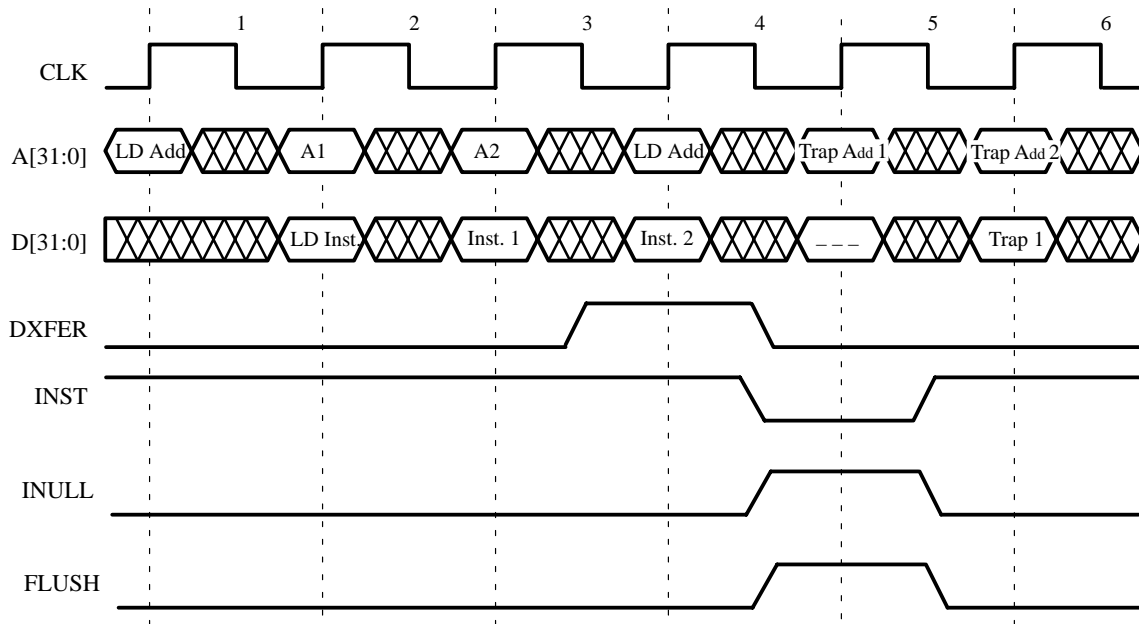 1 2 3 4 5 6
CLK
A[31:0] LD Add A1 A2 LD Add Trap Add 1 Trap Add 2
D[31:0] LD Inst. Inst. 1 Inst. 2 _ _ _ Trap 1
DXFER
INST
INULL
FLUSH